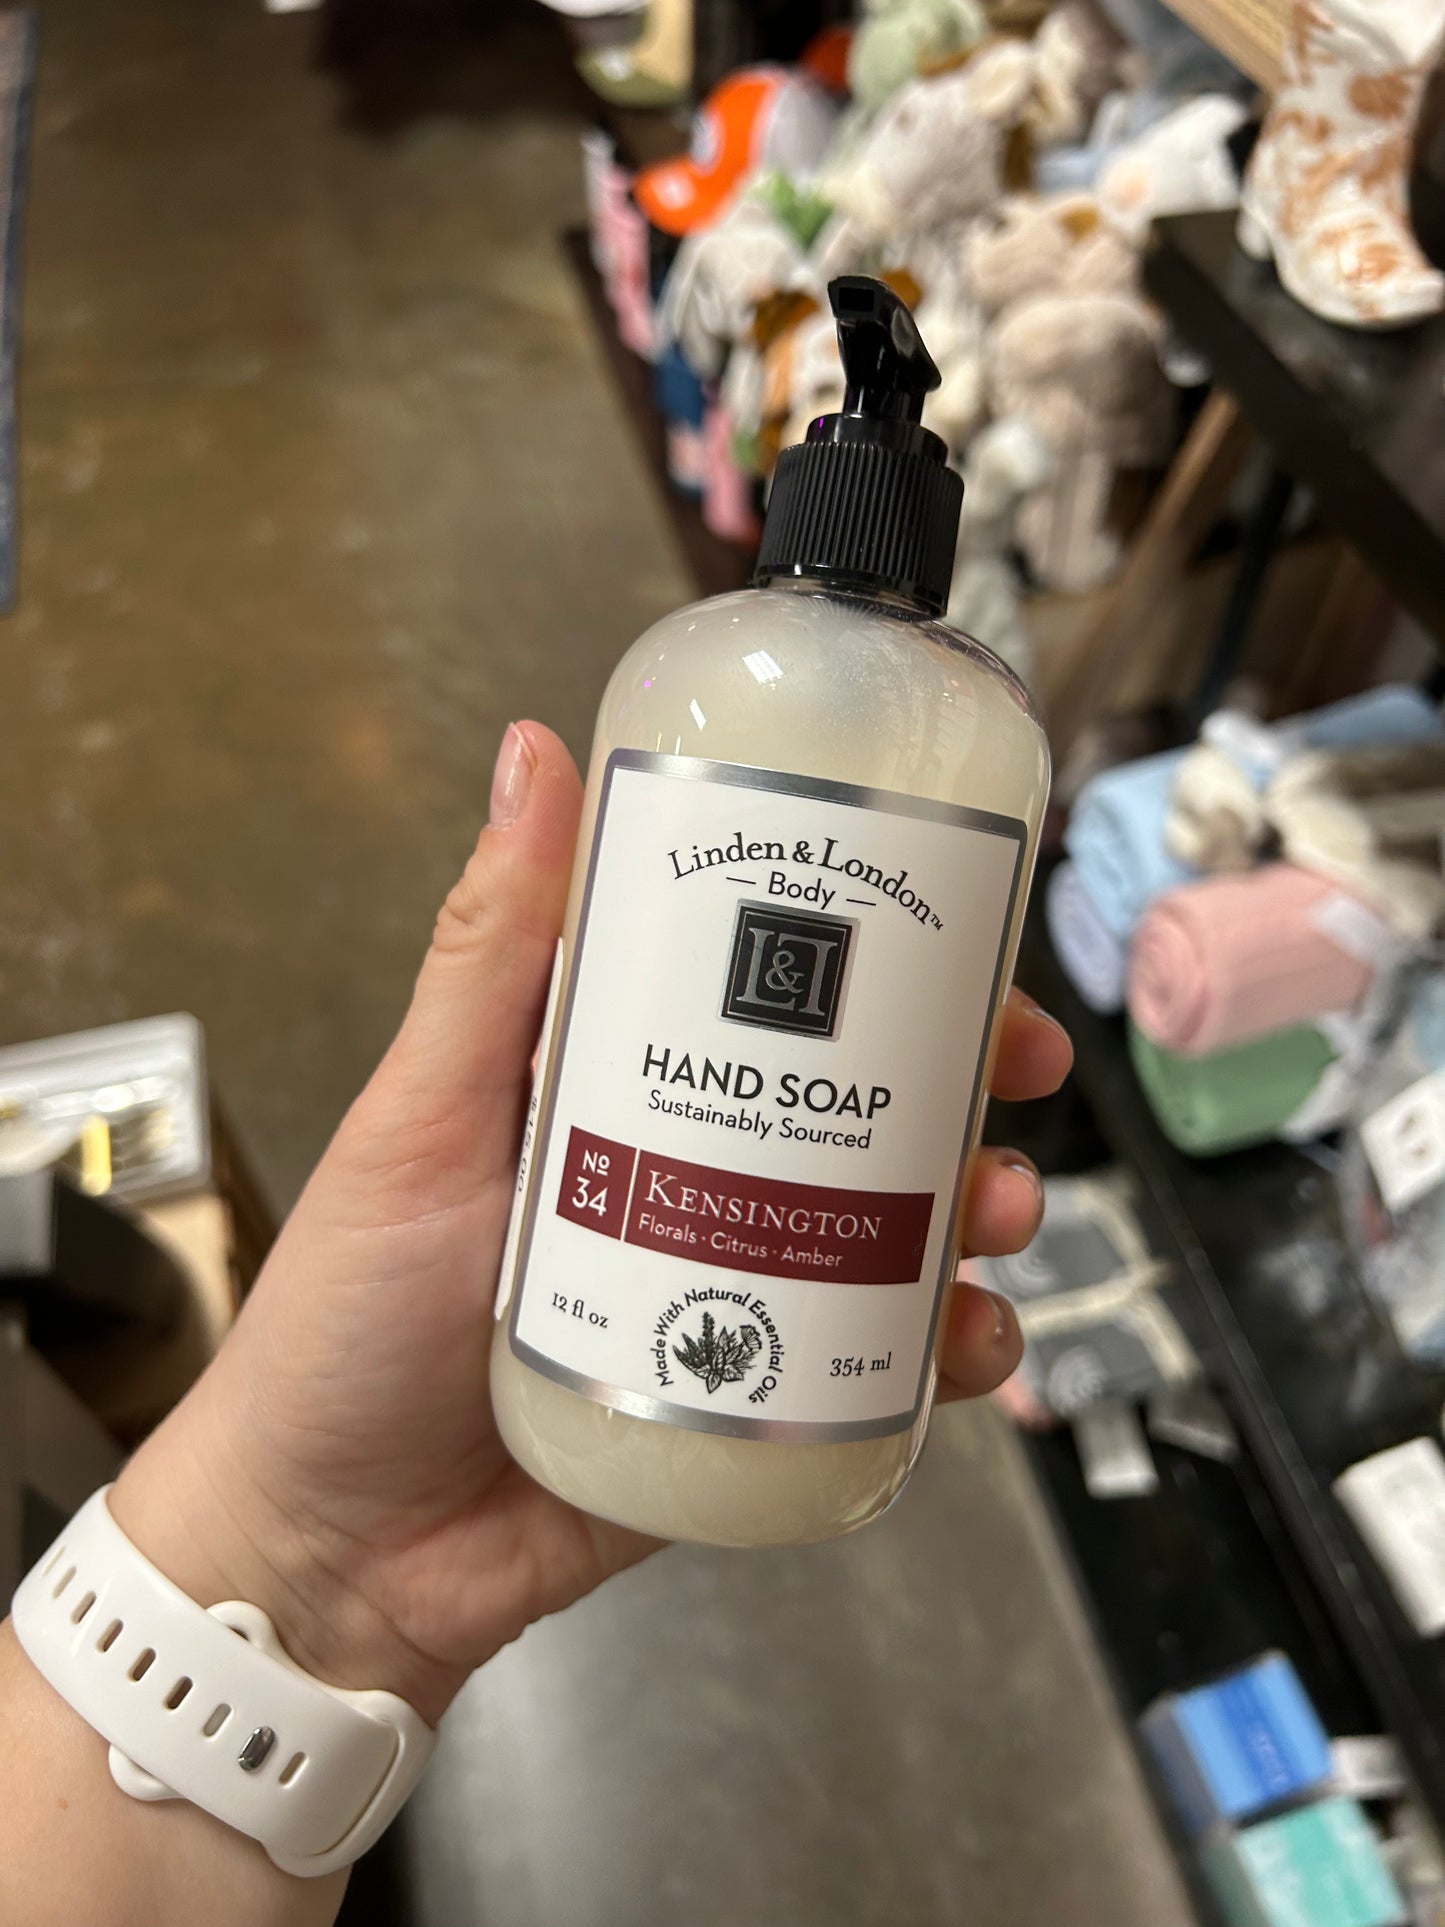 Linden & London™
— Body —
L&L
HAND SOAP
Sustainably Sourced
Nº
34
KENSINGTON
Florals · Citrus · Amber
12 fl oz
Made With Natural Essential Oils
354 ml